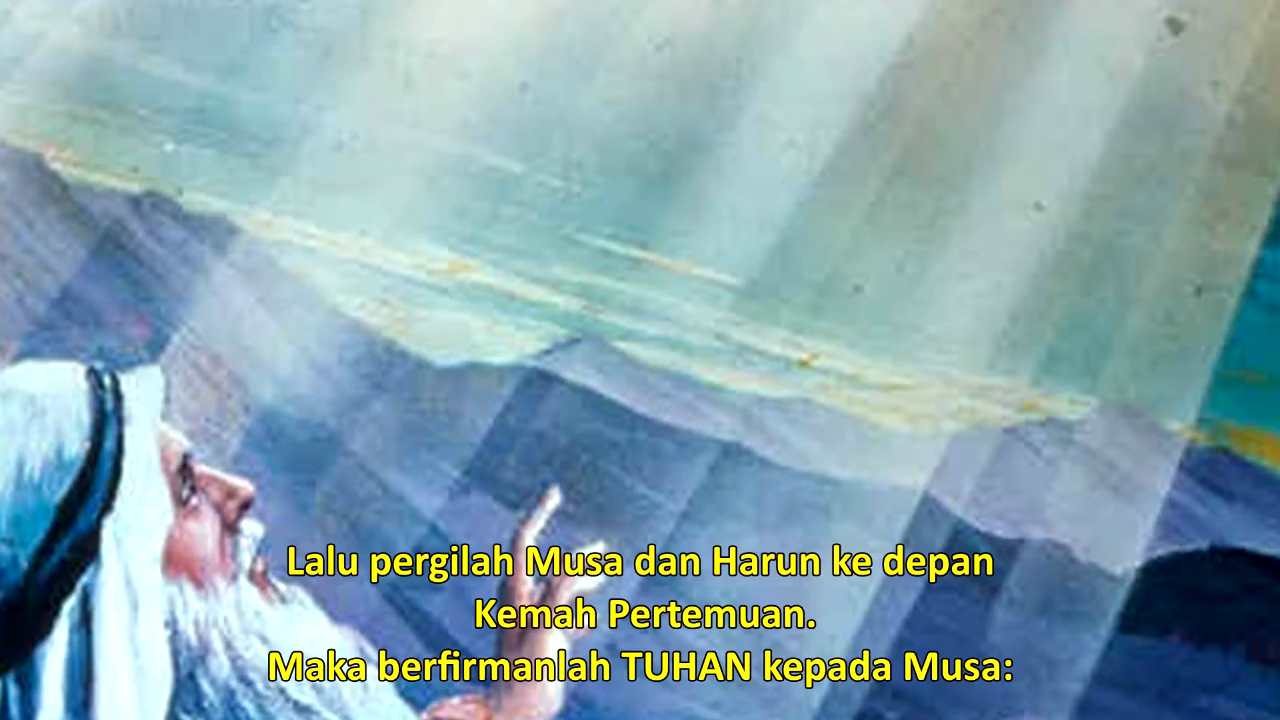 Lalu pergilah Musa dan Harun ke depan
Kemah Pertemuan.
Maka berfirmanlah TUHAN kepada Musa: